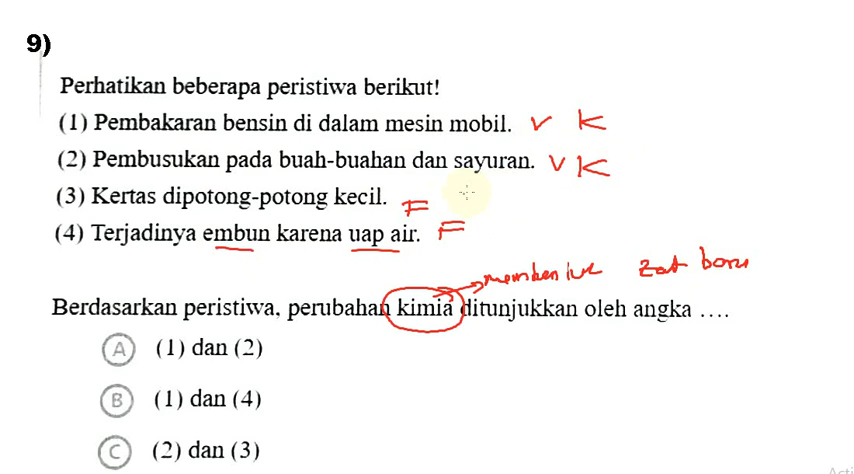 9)
Perhatikan beberapa peristiwa berikut!
(1) Pembakaran bensin di dalam mesin mobil. V K
(2) Pembusukan pada buah-buahan dan sayuran. V K
(3) Kertas dipotong-potong kecil. F
(4) Terjadinya embun karena uap air. F
zat baru
Berdasarkan peristiwa, perubahan kimia ditunjukkan oleh angka ....
A (1) dan (2)
B (1) dan (4)
C (2) dan (3)